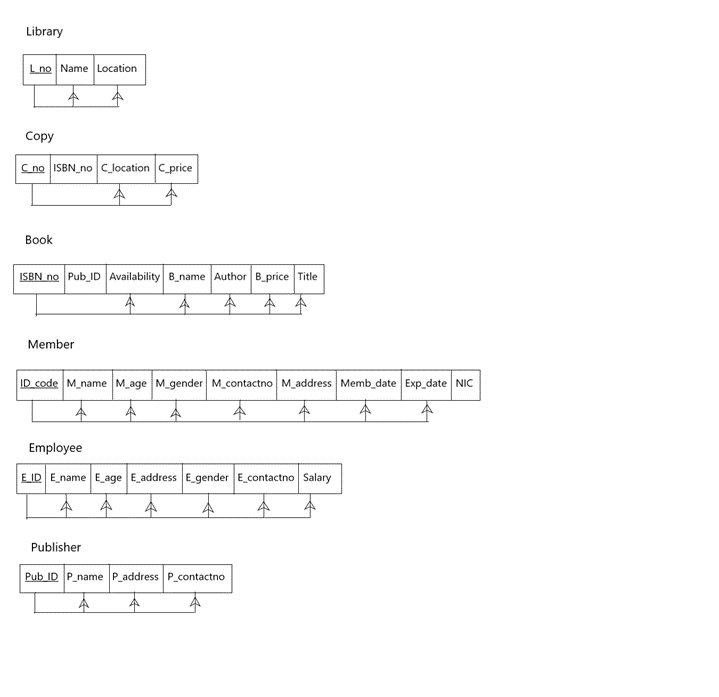 Library
L_no Name Location
Copy
C_no ISBN_no C_location C_price
Book
ISBN_no Pub_ID Availability B_name Author B_price Title
Member
ID_code M_name M_age M_gender M_contactno M_address Memb_date Exp_date NIC
Employee
E_ID E_name E_age E_address E_gender E_contactno Salary
Publisher
Pub_ID P_name P_address P_contactno